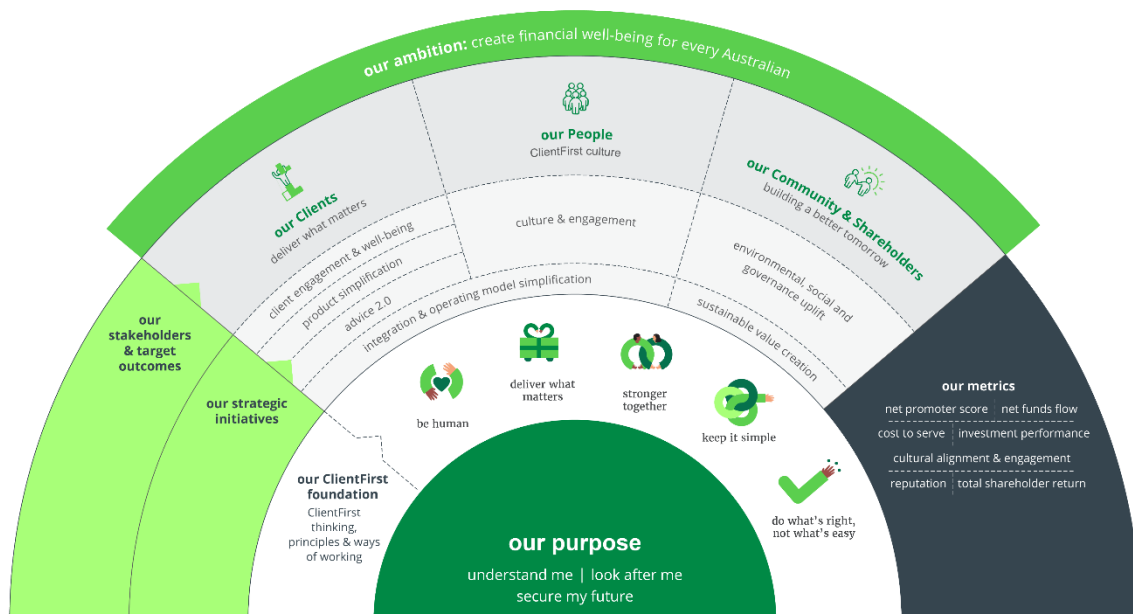 our ambition: create financial well-being for every Australian
our Clients
deliver what matters
our People
ClientFirst culture
our Community & Shareholders
building a better tomorrow
our
stakeholders
& target
outcomes
our strategic
initiatives
client engagement & well-being
product simplification
advice 2.0
integration & operating model simplification
culture & engagement
environmental, social and
governance uplift
sustainable value creation
our ClientFirst
foundation
ClientFirst
thinking,
principles & ways
of working
be human
deliver what
matters
stronger
together
keep it simple
do what's right,
not what's easy
our purpose
understand me | look after me
secure my future
our metrics
net promoter score | net funds flow
cost to serve | investment performance
cultural alignment & engagement
reputation | total shareholder return